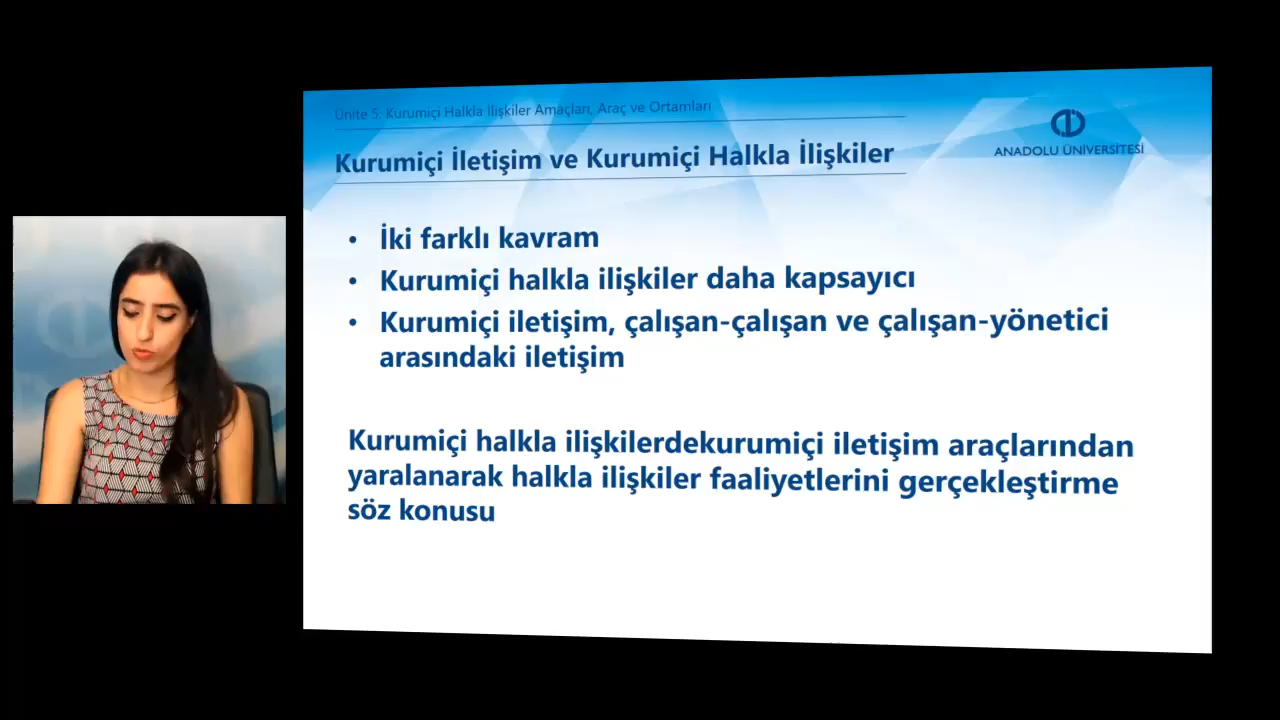 Ünite 5: Kurumiçi Halkla İlişkiler Amaçları, Araç ve Ortamları
Kurumiçi İletişim ve Kurumiçi Halkla İlişkiler
ANADOLU ÜNİVERSİTESİ
• İki farklı kavram
• Kurumiçi halkla ilişkiler daha kapsayıcı
• Kurumiçi iletişim, çalışan-çalışan ve çalışan-yönetici
arasındaki iletişim
Kurumiçi halkla ilişkilerdekurumiçi iletişim araçlarından
yaralanarak halkla ilişkiler faaliyetlerini gerçekleştirme
söz konusu